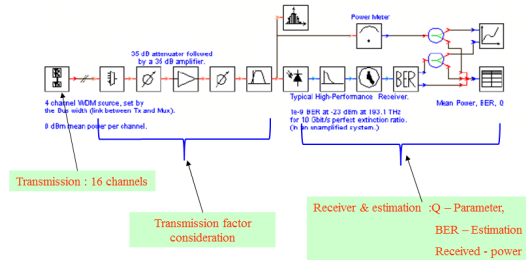 Power Meter
35 dB attenuator followed
by a 35 dB amplifier.
BER
4 channel WDM source, set by
the Bus width (link between Tx and Mux).
0 dBm mean power per channel.
Typical High-Performance Receiver.
1e-9 BER at -23 dBm at 193.1 THz
for 10 Gbit/s perfect extinction ratio.
(in an unamplified system.)
Mean Power, BER, Q
Transmission : 16 channels
Transmission factor
consideration
Receiver & estimation :Q – Parameter,
BER – Estimation
Received - power